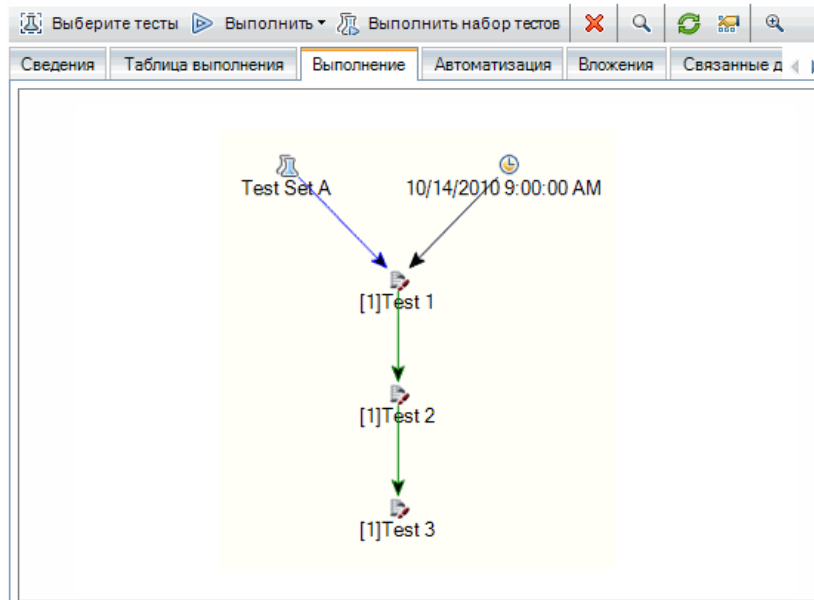 Выберите тесты Выполнить Выполнить набор тестов
Сведения Таблица выполнения Выполнение Автоматизация Вложения Связанные д
Test Set A 10/14/2010 9:00:00 AM
[1]Test 1
[1]Test 2
[1]Test 3